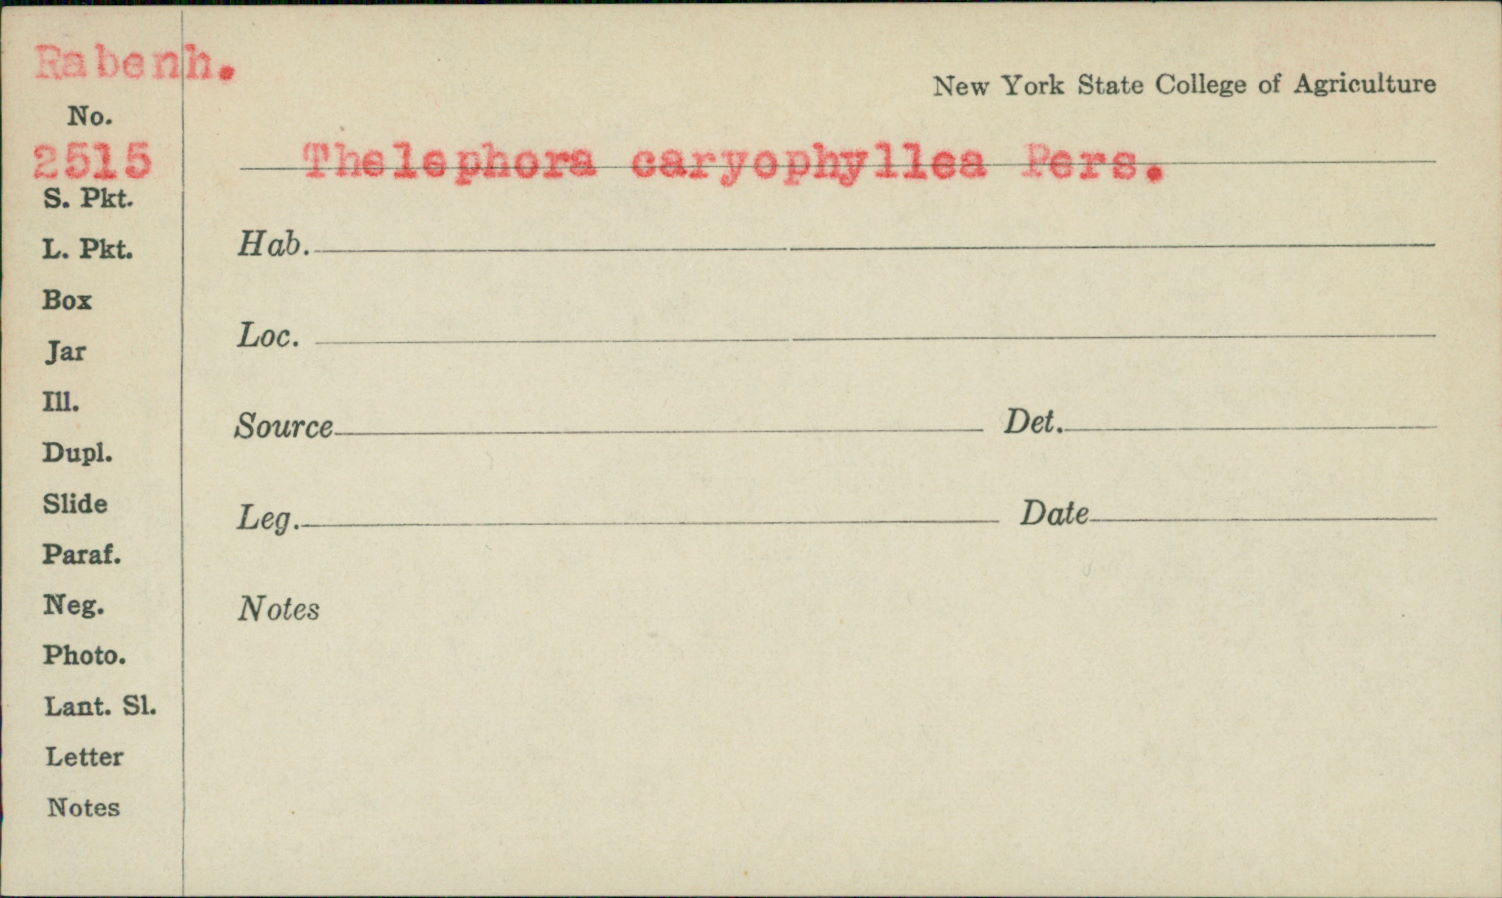 Rabenh.
New York State College of Agriculture
No.
2515
Thelephora caryophyllea Pers.
S. Pkt.
L. Pkt.
Box
Jar
Ill.
Dupl.
Slide
Paraf.
Neg.
Photo.
Lant. Sl.
Letter
Notes
Hab.
Loc.
Source Det.
Leg. Date
Notes